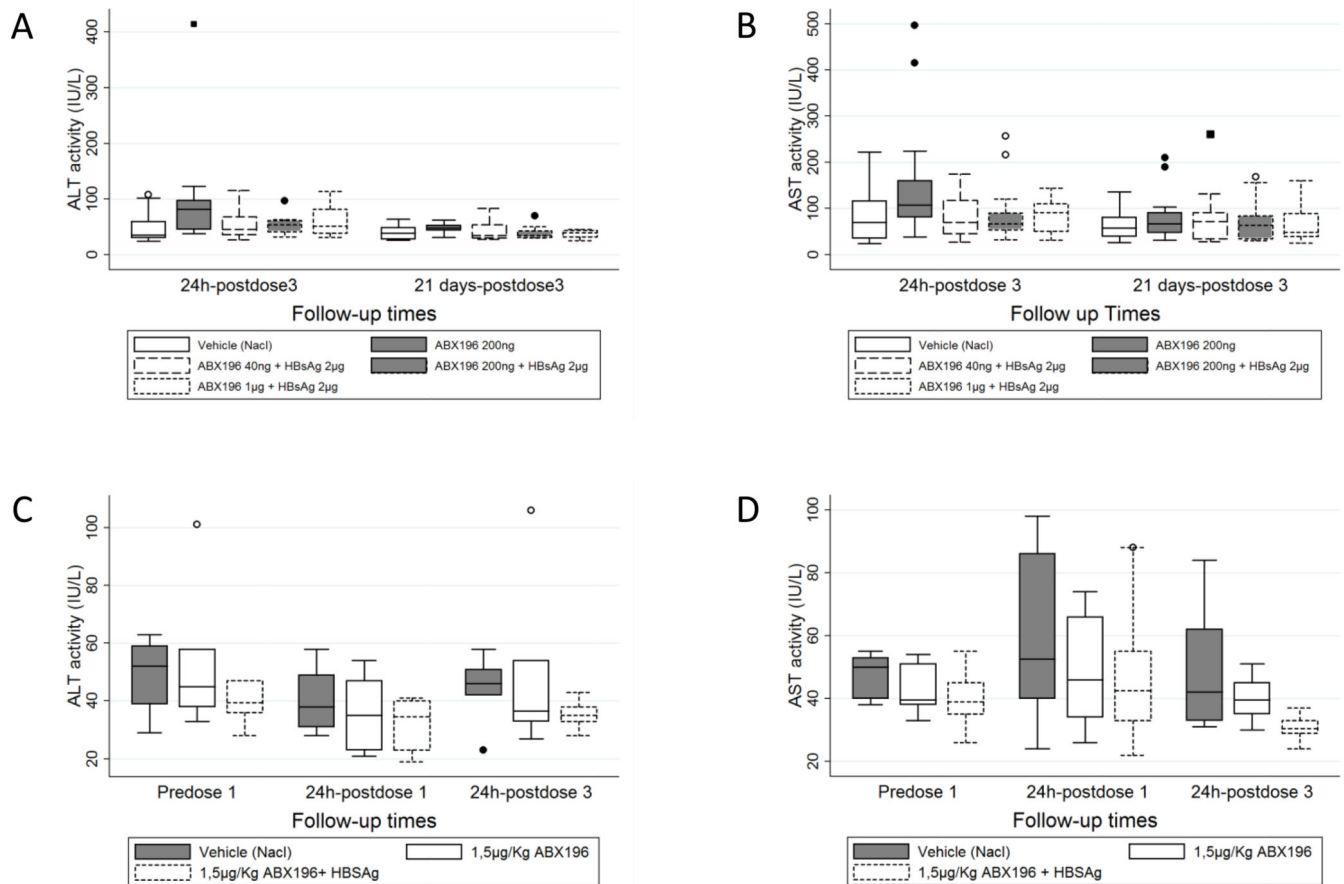 A
ALT activity (IU/L)
400
300
200
100
0
24h-postdose3
21 days-postdose3
Follow-up times
Vehicle (Nacl)
ABX196 200ng
ABX196 40ng + HBsAg 2µg
ABX196 200ng + HBsAg 2µg
ABX196 1µg + HBsAg 2µg
B
AST activity (IU/L)
500
400
300
200
100
0
24h-postdose 3
21 days-postdose 3
Follow up Times
Vehicle (Nacl)
ABX196 200ng
ABX196 40ng + HBsAg 2µg
ABX196 200ng + HBsAg 2µg
ABX196 1µg + HBsAg 2µg
C
ALT activity (IU/L)
100
80
60
40
20
Predose 1
24h-postdose 1
24h-postdose 3
Follow-up times
Vehicle (Nacl)
1,5µg/Kg ABX196
1,5µg/Kg ABX196+ HBSAg
D
AST activity (IU/L)
100
80
60
40
20
Predose 1
24h-postdose 1
24h-postdose 3
Follow-up times
Vehicle (Nacl)
1,5µg/Kg ABX196
1,5µg/Kg ABX196 + HBSAg